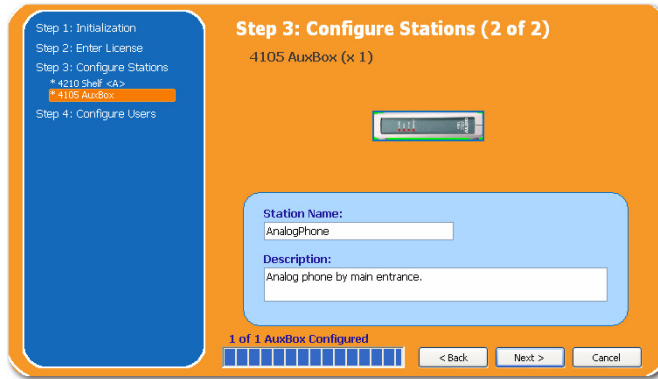 Step 1: Initialization
Step 2: Enter License
Step 3: Configure Stations
* 4210 Shelf <A>
* 4105 AuxBox
Step 4: Configure Users
Step 3: Configure Stations (2 of 2)
4105 AuxBox (x 1)
Station Name:
AnalogPhone
Description:
Analog phone by main entrance.
1 of 1 AuxBox Configured
< Back
Next >
Cancel